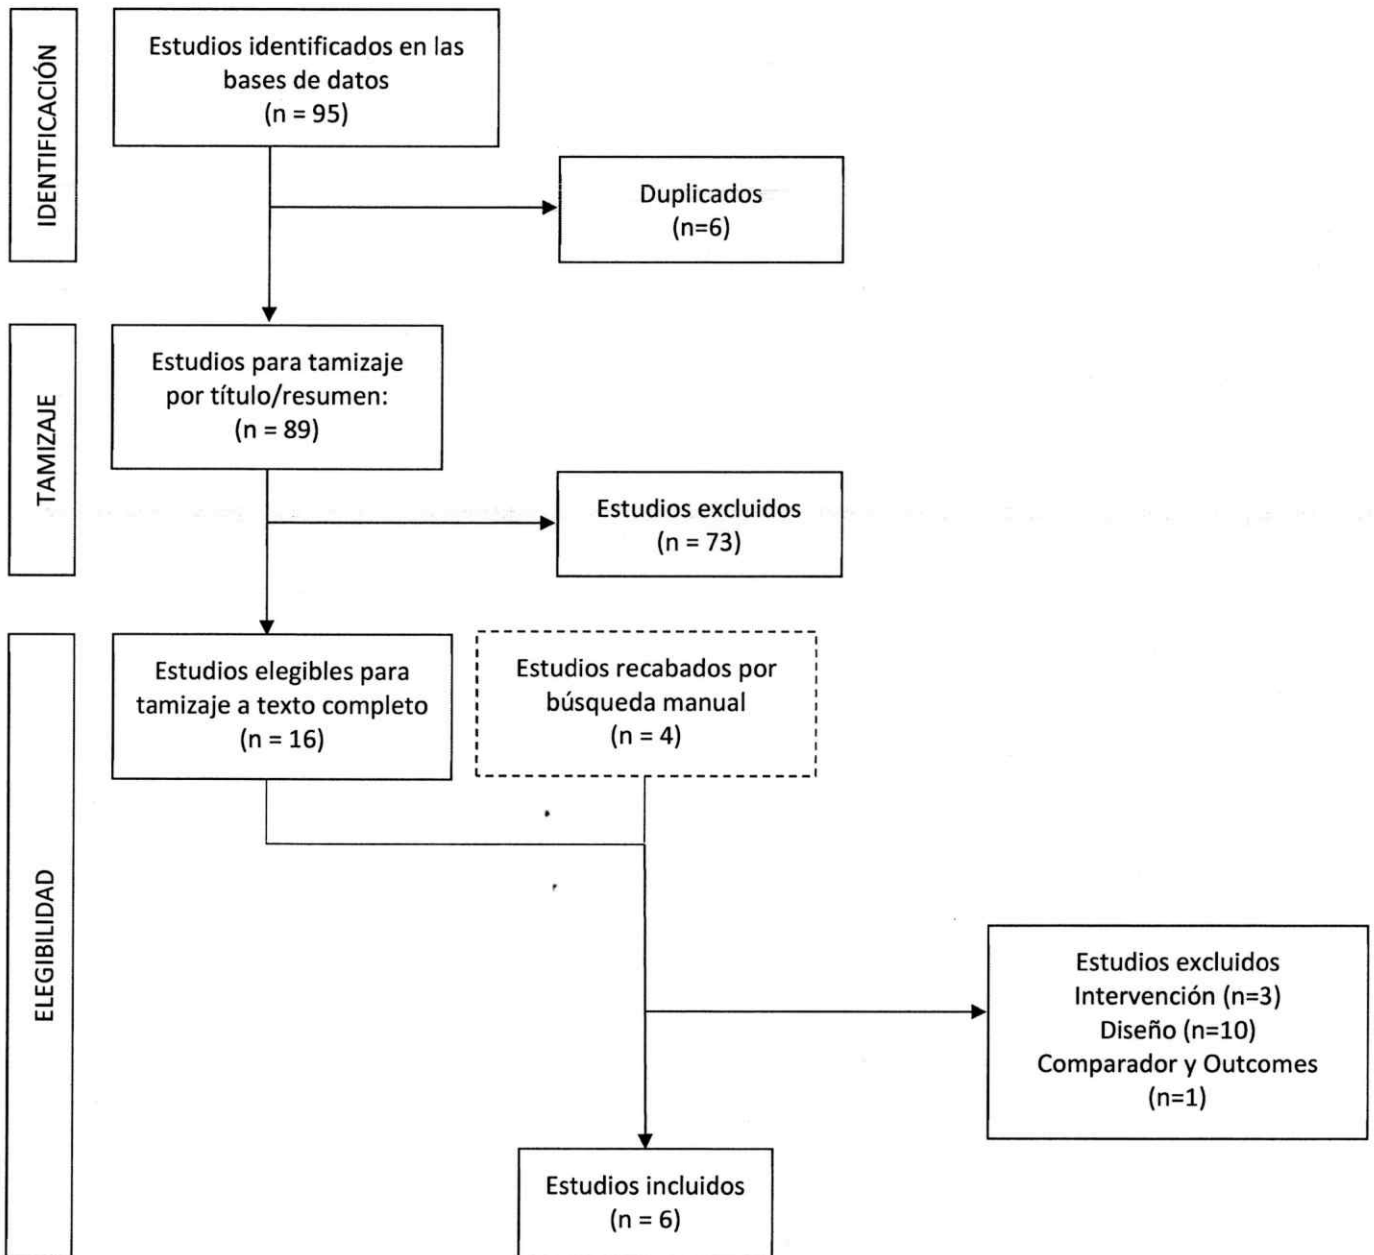 IDENTIFICACIÓN
Estudios identificados en las
bases de datos
(n = 95)
Duplicados
(n=6)
TAMIZAJE
Estudios para tamizaje
por título/resumen:
(n = 89)
Estudios excluidos
(n = 73)
ELEGIBILIDAD
Estudios elegibles para
tamizaje a texto completo
(n = 16)
Estudios recabados por
búsqueda manual
(n = 4)
Estudios excluidos
Intervención (n=3)
Diseño (n=10)
Comparador y Outcomes
(n=1)
Estudios incluidos
(n = 6)